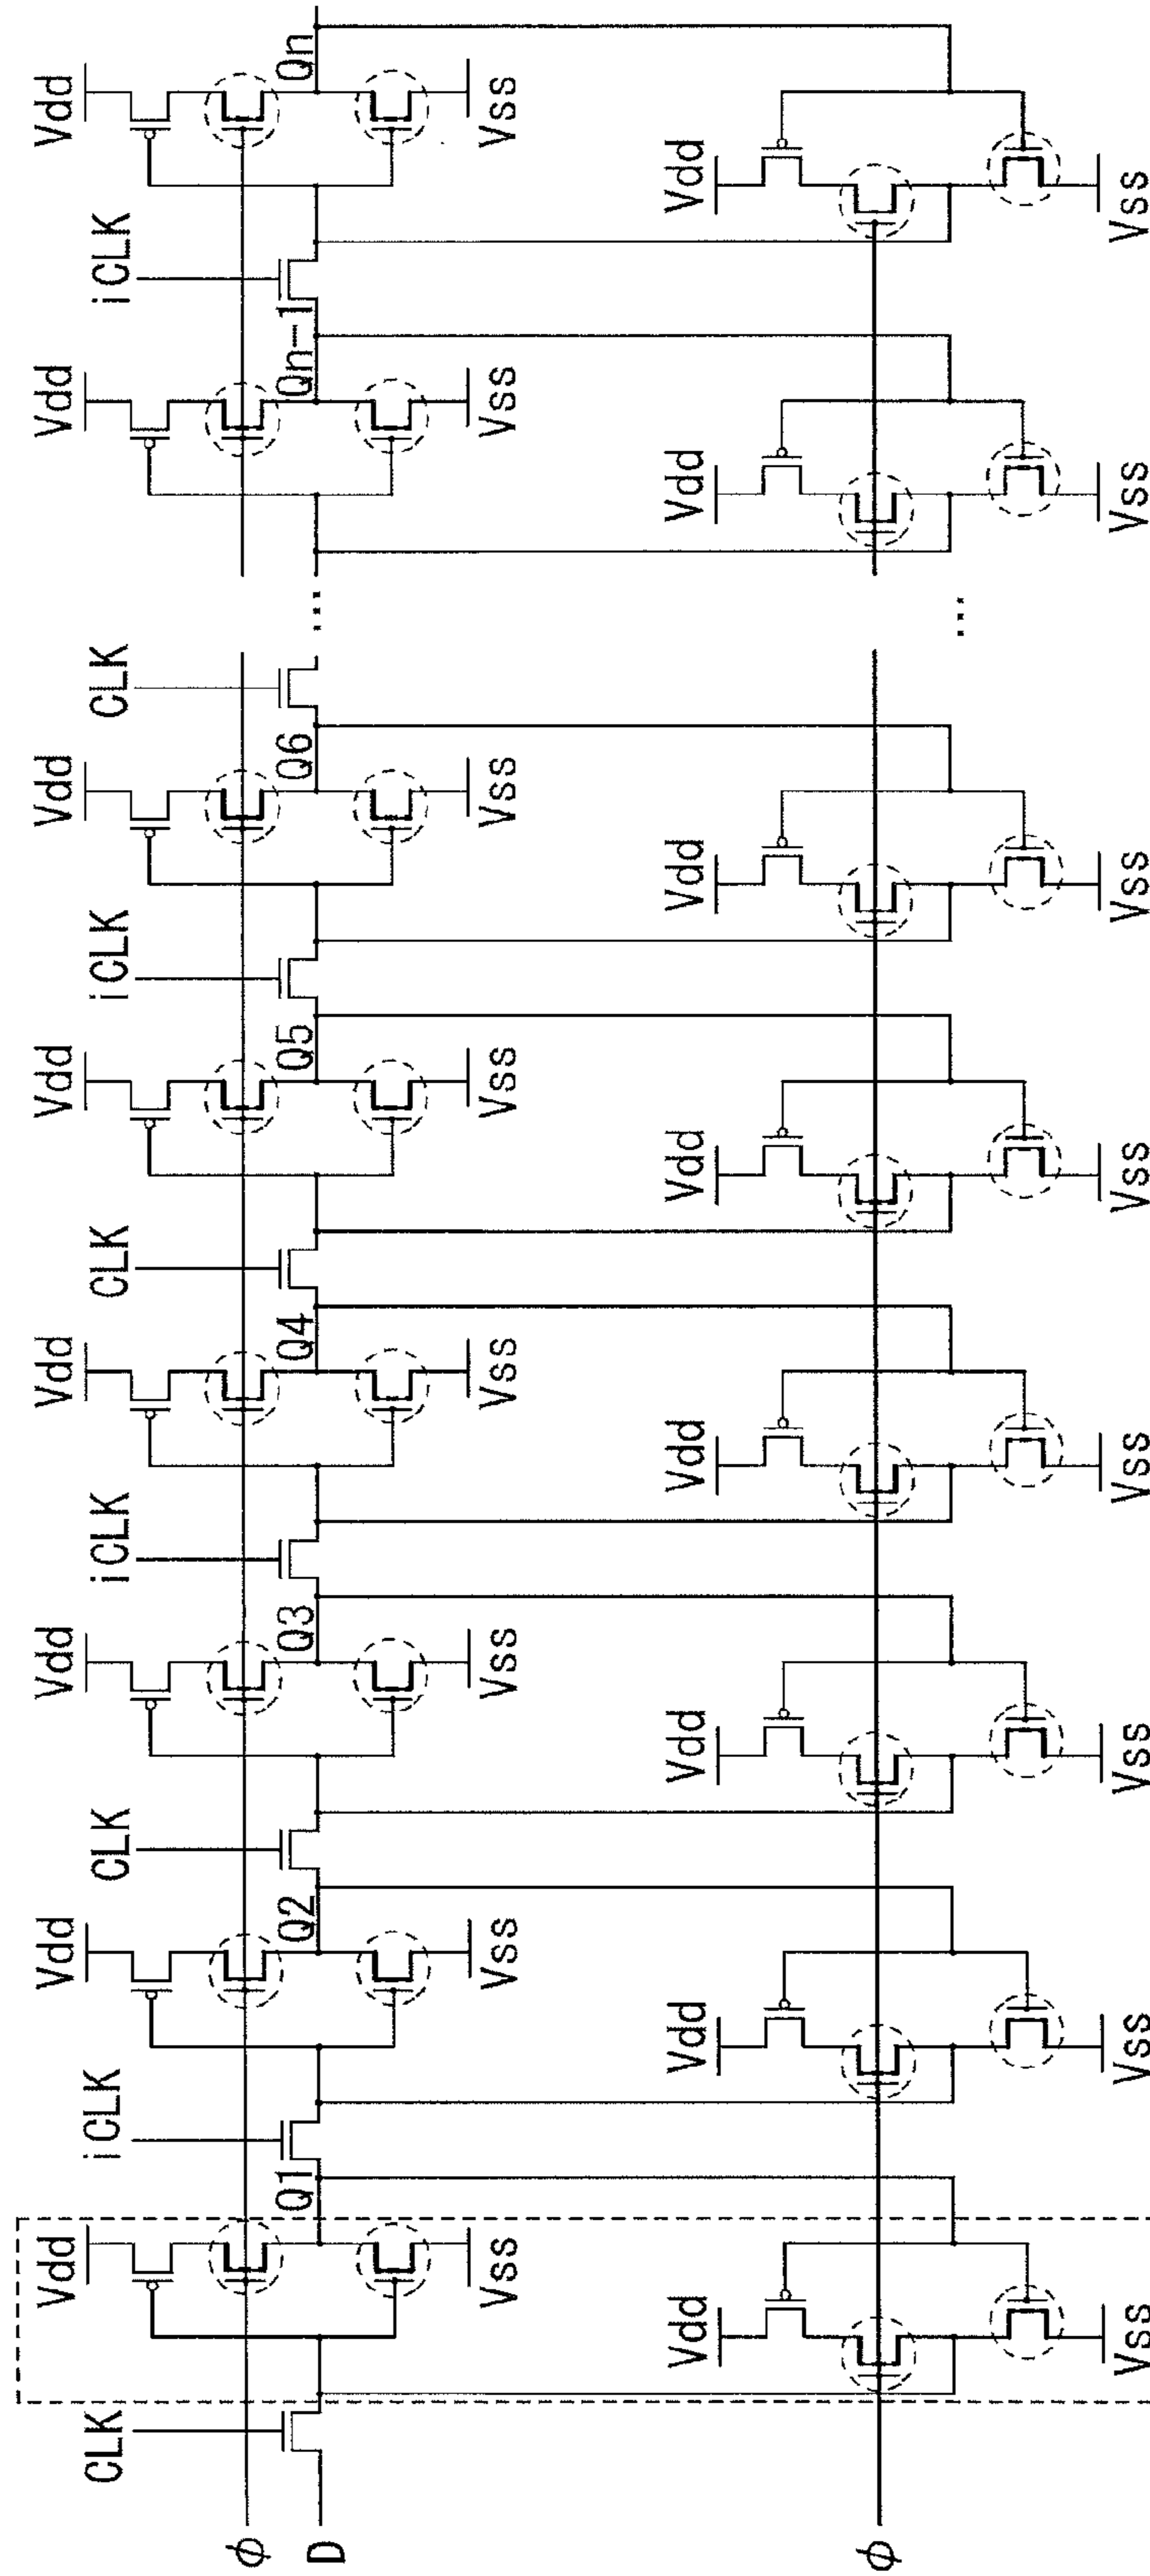 Vdd
Vdd
Vdd
Vdd
Vdd
Vdd
Vdd
Vdd
CLK
iCLK
CLK
iCLK
CLK
iCLK
CLK
iCLK
ϕ
Q1
Q2
Q3
Q4
Q5
Q6
Qn-1
Qn
D
...
Vss
Vss
Vss
Vss
Vss
Vss
Vss
Vss
Vdd
Vdd
Vdd
Vdd
Vdd
Vdd
Vdd
Vdd
ϕ
...
Vss
Vss
Vss
Vss
Vss
Vss
Vss
Vss